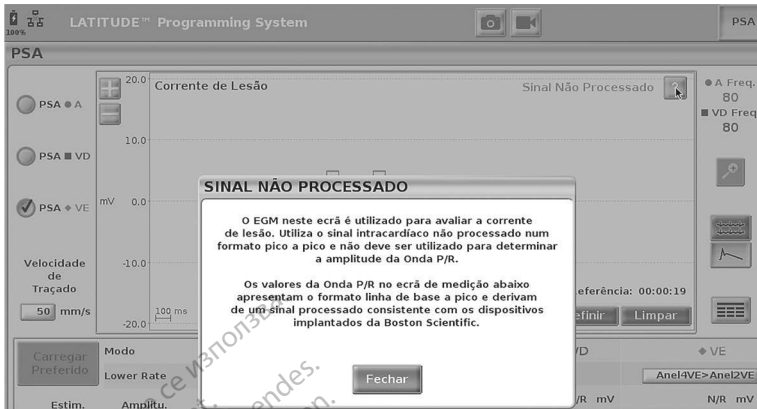 100%
LATITUDE™ Programming System
PSA
PSA
PSA ● A
PSA ■ VD
PSA ◆ VE
Velocidade
de
Traçado
50 mm/s
20.0
10.0
mV 0.0
-10.0
-20.0
Corrente de Lesão
Sinal Não Processado
?
100 ms
● A Freq.
80
■ VD Freq
80
SINAL NÃO PROCESSADO
O EGM neste ecrã é utilizado para avaliar a corrente
de lesão. Utiliza o sinal intracardíaco não processado num
formato pico a pico e não deve ser utilizado para determinar
a amplitude da Onda P/R.
Os valores da Onda P/R no ecrã de medição abaixo
apresentam o formato linha de base a pico e derivam
de um sinal processado consistente com os dispositivos
implantados da Boston Scientific.
Fechar
eferência: 00:00:19
efinir
Limpar
Carregar
Preferido
Modo
Lower Rate
Estim.
Amplitu.
/D
◆ VE
Anel4VE>Anel2VE
/R mV
N/R mV
се използва
endes.